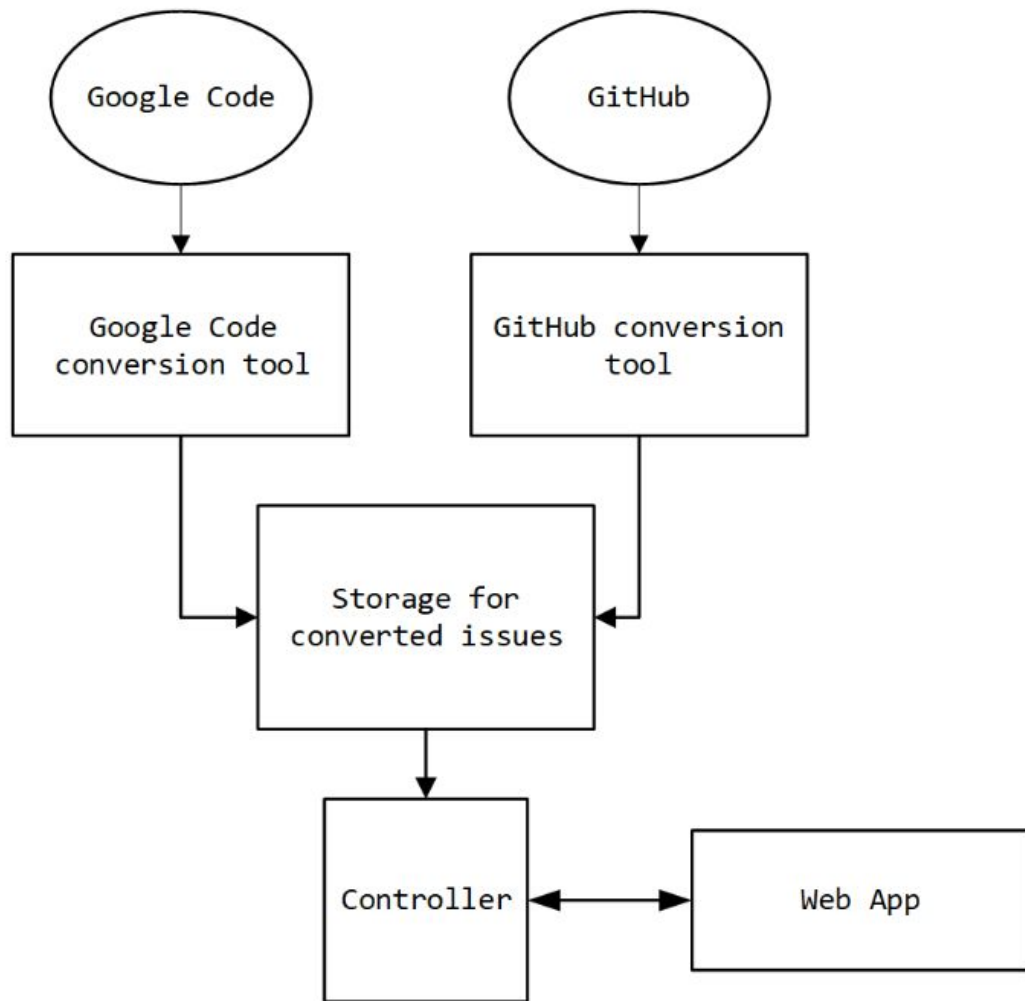 Google Code
GitHub
Google Code
conversion tool
GitHub conversion
tool
Storage for
converted issues
Controller
Web App